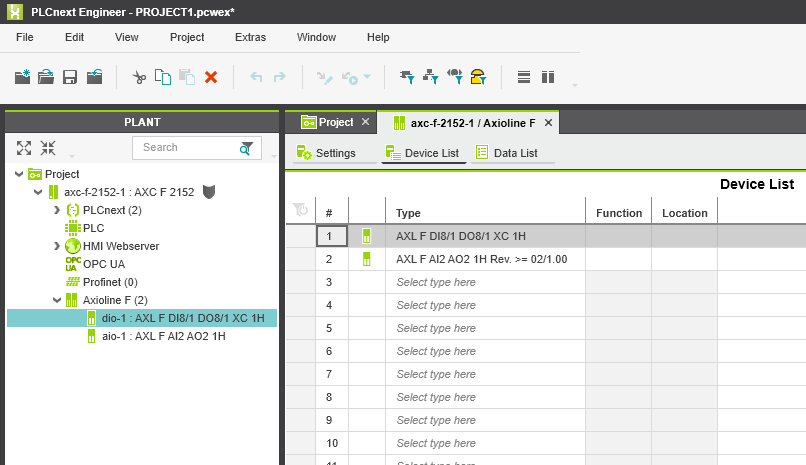 PLCnext Engineer - PROJECT1.pcwex*
File Edit View Project Extras Window Help
PLANT
Search
Project
axc-f-2152-1 : AXC F 2152
PLCnext (2)
PLC
HMI Webserver
OPC UA OPC UA
Profinet (0)
Axioline F (2)
dio-1 : AXL F DI8/1 DO8/1 XC 1H
aio-1 : AXL F AI2 AO2 1H
Project axc-f-2152-1 / Axioline F
Settings Device List Data List
Device List
# Type Function Location
1 AXL F DI8/1 DO8/1 XC 1H
2 AXL F AI2 AO2 1H Rev. >= 02/1.00
3 Select type here
4 Select type here
5 Select type here
6 Select type here
7 Select type here
8 Select type here
9 Select type here
10 Select type here